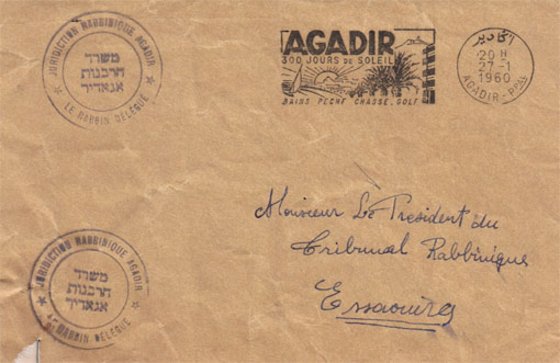 JURIDICTION RABBINIQUE AGADIR
משרד
הרבנות
אגאדיר
★ LE RABBIN DÉLÉGUÉ ★
AGADIR
300 JOURS DE SOLEIL
BAINS PECHE CHASSE. GOLF
اكادير
20 H
27-1
1960
AGADIR-PPAL
Monsieur Le Président du
Tribunal Rabbinique
Essaouira
JURIDICTION RABBINIQUE AGADIR
משרד
הרבנות
אגאדיר
★ LE RABBIN DÉLÉGUÉ ★